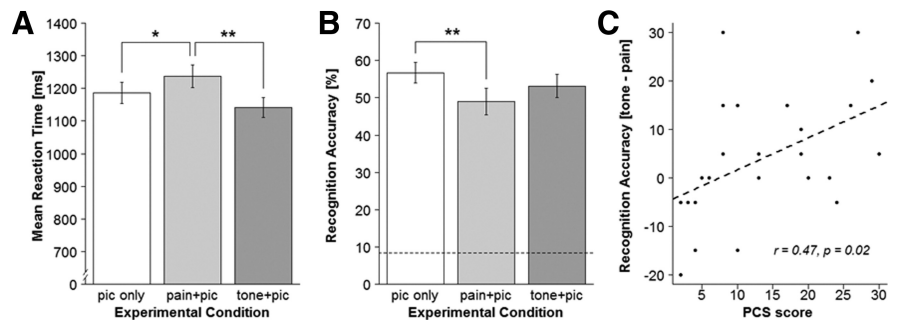 A
Mean Reaction Time [ms]
1400
1300
1200
1100
1000
900
800
700
0
*
**
pic only
pain+pic
tone+pic
Experimental Condition
B
Recognition Accuracy [%]
70
60
50
40
30
20
10
0
**
pic only
pain+pic
tone+pic
Experimental Condition
C
Recognition Accuracy [tone - pain]
30
20
10
0
-10
-20
r = 0.47, p = 0.02
5
10
15
20
25
30
PCS score